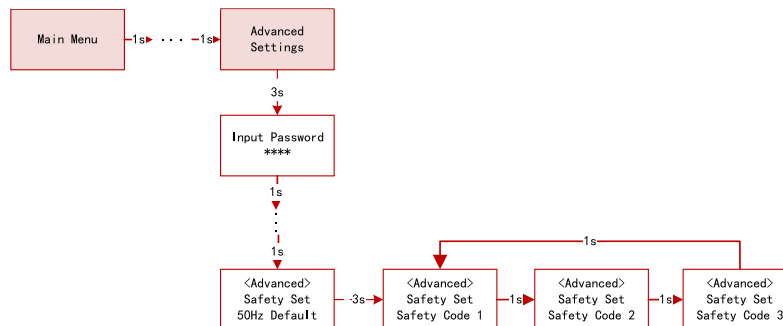 Main Menu
1s
. . . .
1s
Advanced
Settings
3s
Input Password
****
1s
1s
1s
<Advanced>
Safety Set
50Hz Default
3s
<Advanced>
Safety Set
Safety Code 1
1s
<Advanced>
Safety Set
Safety Code 2
1s
<Advanced>
Safety Set
Safety Code 3